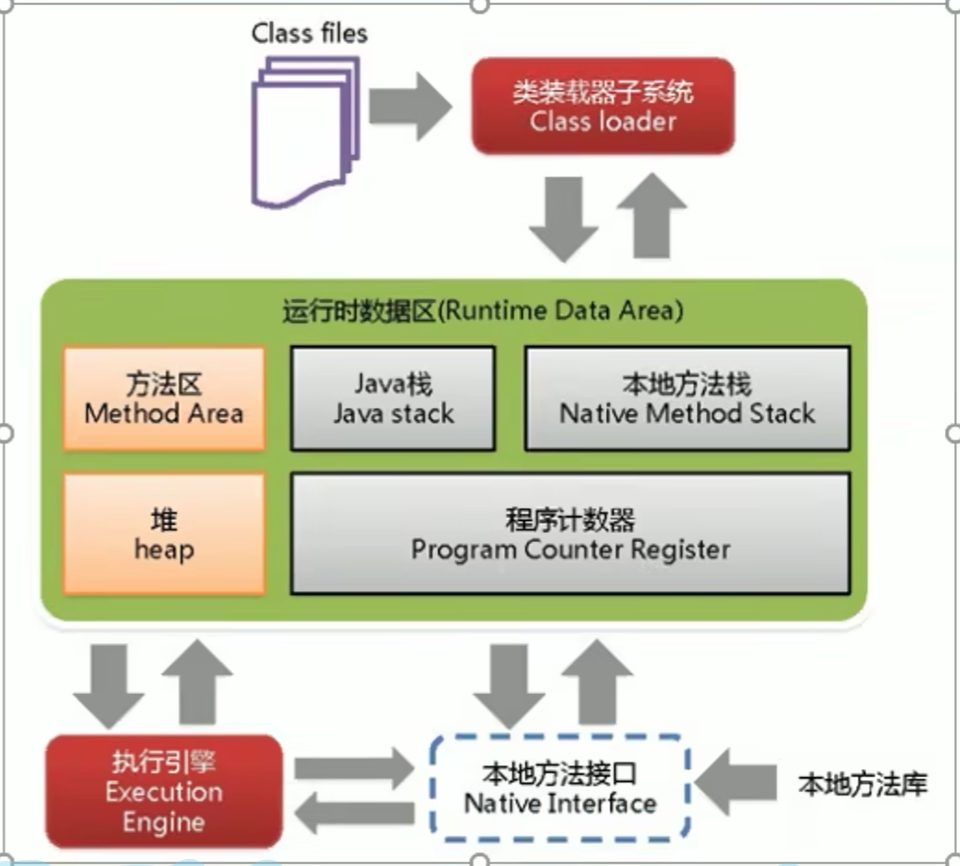 Class files
类装载器子系统
Class loader
运行时数据区(Runtime Data Area)
方法区
Method Area
Java栈
Java stack
本地方法栈
Native Method Stack
堆
heap
程序计数器
Program Counter Register
执行引擎
Execution
Engine
本地方法接口
Native Interface
本地方法库